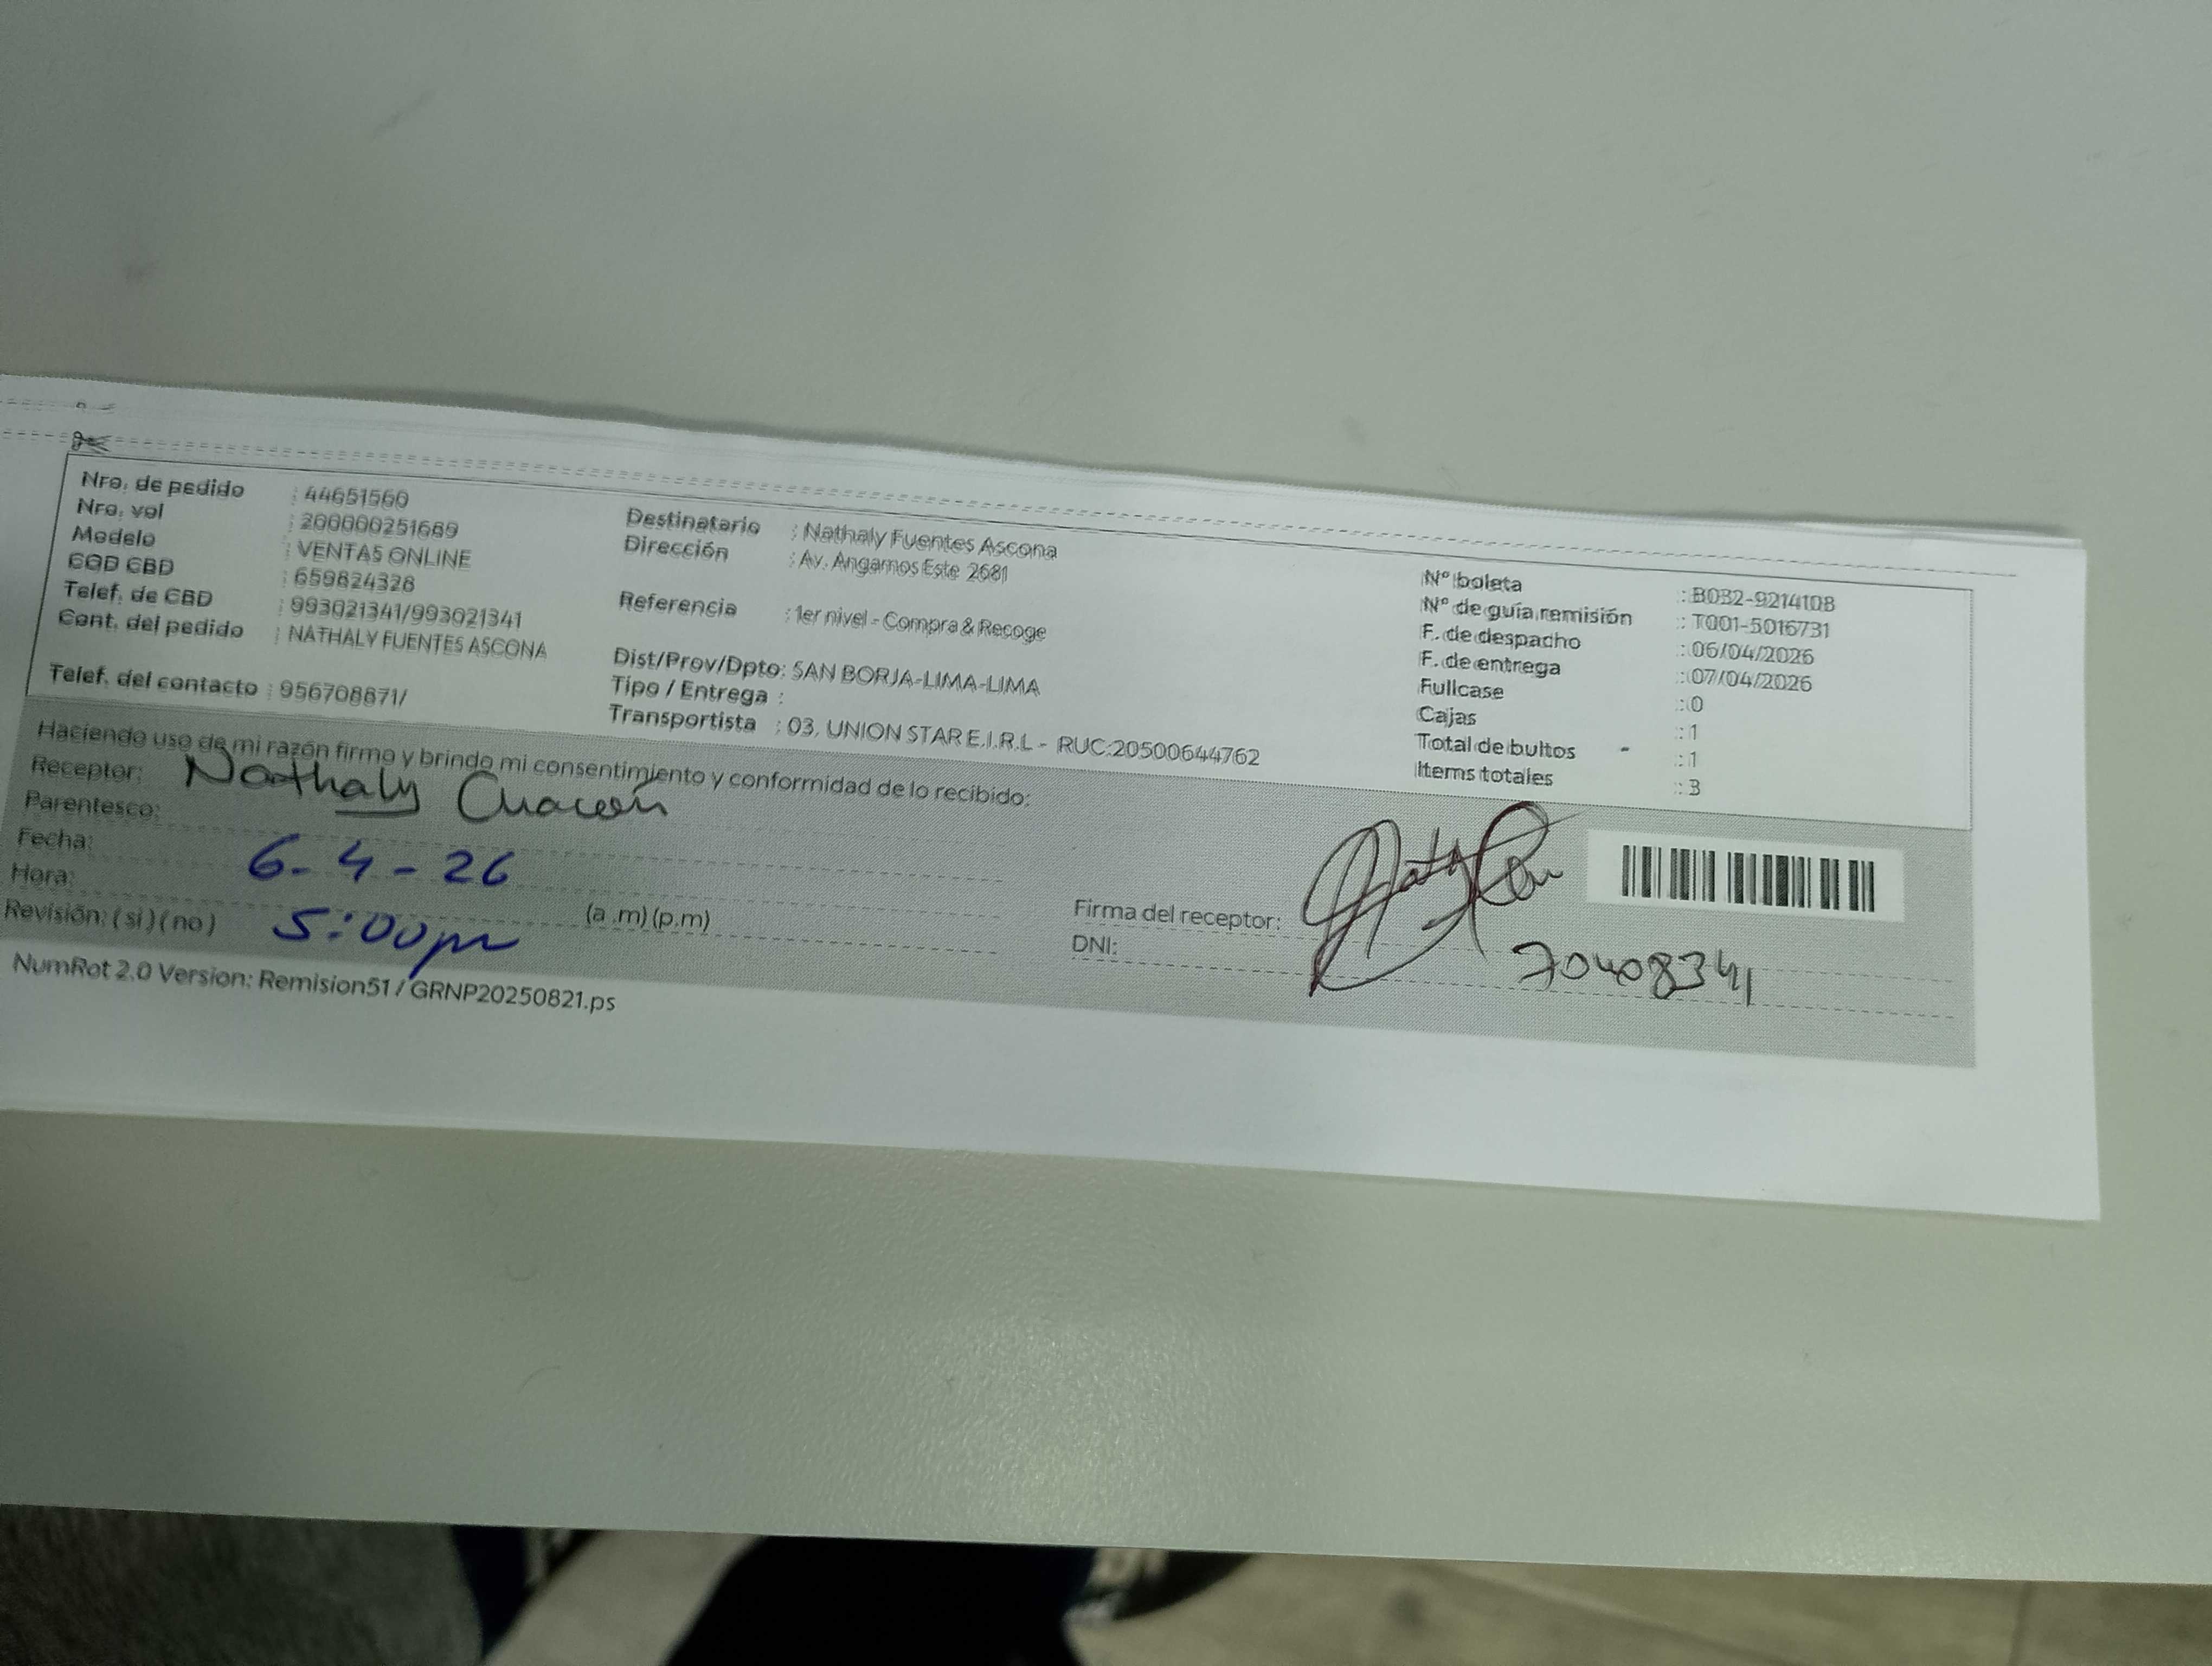 Nro. de pedido : 44651560
Nro. vol : 200000251689
Modelo : VENTAS ONLINE
COD CBD : 659824328
Telef. de CBD : 993021341/993021341
Cont. del pedido : NATHALY FUENTES ASCONA
Telef. del contacto : 956708871/
Destinatario : Nathaly Fuentes Ascona
Dirección : Av. Angamos Este 2681
Referencia : 1er nivel - Compra & Recoge
Dist/Prov/Dpto: SAN BORJA-LIMA-LIMA
Tipo / Entrega :
Transportista : 03. UNION STAR E.I.R.L - RUC:20500644762
N° boleta : B032-9214108
N° de guía remisión : T001-5016731
F. de despacho : 06/04/2026
F. de entrega : 07/04/2026
Fullcase : 0
Cajas : 1
Total de bultos - : 1
Items totales : 3
Haciendo uso de mi razón firmo y brindo mi consentimiento y conformidad de lo recibido:
Receptor: Nathaly Chacón
Parentesco:
Fecha: 6-4-26
Hora: 5:00pm (a .m) (p.m)
Revisión: ( si ) ( no )
Firma del receptor:
DNI: 70408341
NumRot 2.0 Version: Remision51 / GRNP20250821.ps